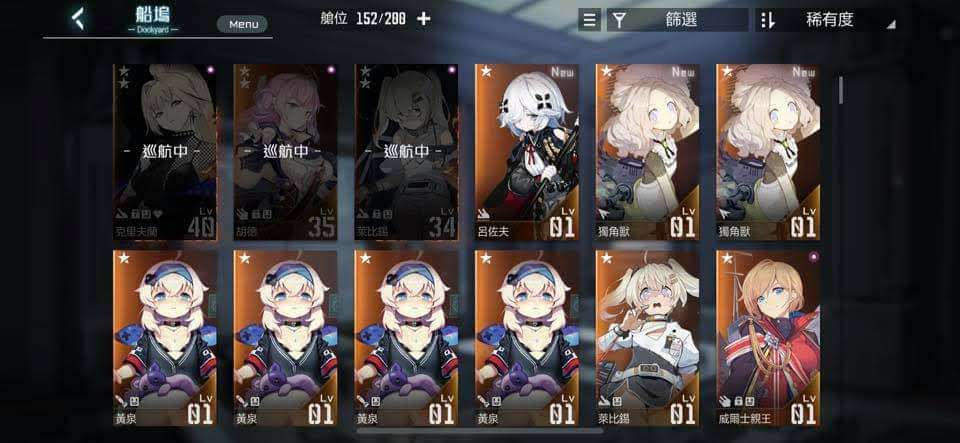 船塢
Dockyard
Menu
艙位 152/200 +
篩選
稀有度
- 巡航中 -
Lv
40
克里夫蘭
- 巡航中 -
Lv
35
胡德
- 巡航中 -
Lv
34
萊比錫
New
Lv
01
呂佐夫
New
Lv
01
獨角獸
New
Lv
01
獨角獸
Lv
01
黃泉
Lv
01
黃泉
Lv
01
黃泉
Lv
01
黃泉
Lv
01
萊比錫
Lv
01
威爾士親王